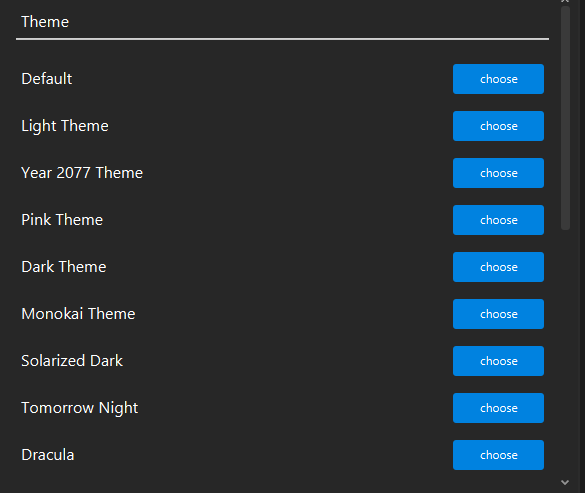 Theme
Default choose
Light Theme choose
Year 2077 Theme choose
Pink Theme choose
Dark Theme choose
Monokai Theme choose
Solarized Dark choose
Tomorrow Night choose
Dracula choose